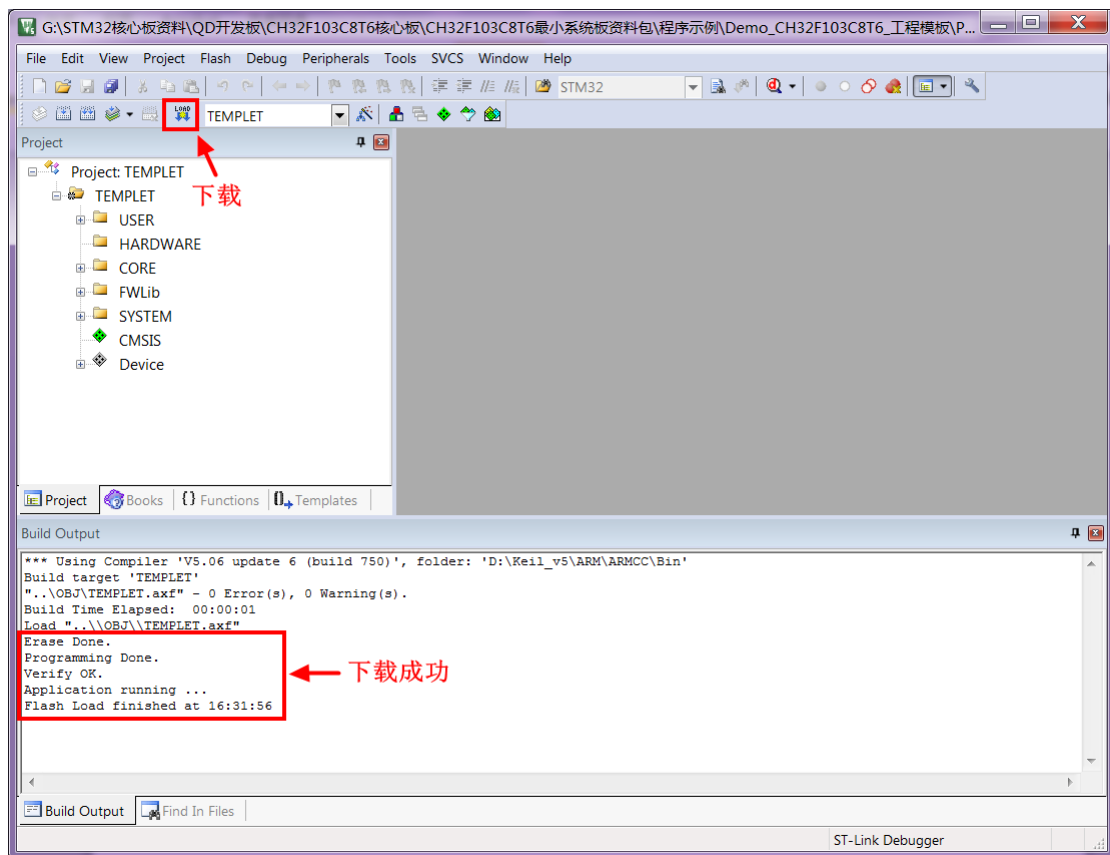 G:\STM32核心板资料\QD开发板\CH32F103C8T6核心板\CH32F103C8T6最小系统板资料包\程序示例\Demo_CH32F103C8T6_工程模板\P...
File Edit View Project Flash Debug Peripherals Tools SVCS Window Help
STM32
LOAD TEMPLET
Project
下载
Project: TEMPLET
TEMPLET
USER
HARDWARE
CORE
FWLib
SYSTEM
CMSIS
Device
Project Books {} Functions Templates
Build Output
*** Using Compiler 'V5.06 update 6 (build 750)', folder: 'D:\Keil_v5\ARM\ARMCC\Bin'
Build target 'TEMPLET'
"..\OBJ\TEMPLET.axf" - 0 Error(s), 0 Warning(s).
Build Time Elapsed:  00:00:01
Load "..\\OBJ\\TEMPLET.axf"
Erase Done.
Programming Done.
Verify OK.
下载成功
Application running ...
Flash Load finished at 16:31:56
Build Output Find In Files
ST-Link Debugger